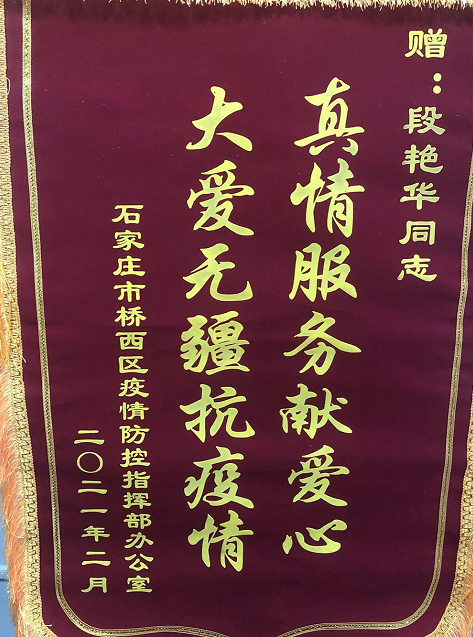 赠：段艳华同志
真情服务献爱心
大爱无疆抗疫情
石家庄市桥西区疫情防控指挥部办公室
二〇二一年二月